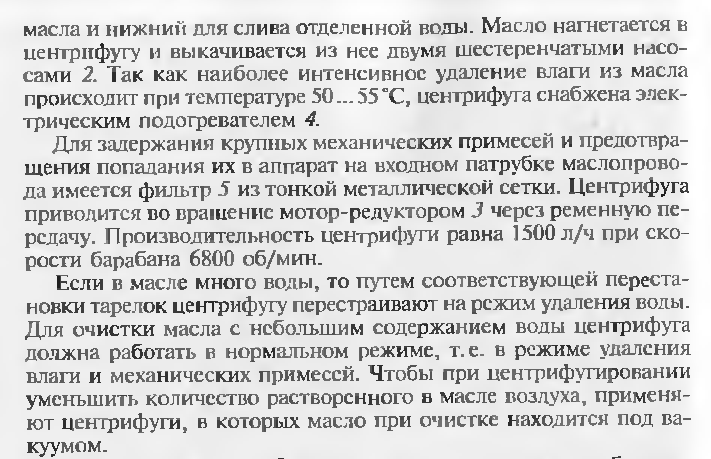 масла и нижний для слива отделенной воды. Масло нагнетается в
центрифугу и выкачивается из нее двумя шестеренчатыми насо-
сами 2. Так как наиболее интенсивное удаление влаги из масла
происходит при температуре 50...55 °С, центрифуга снабжена элек-
трическим подогревателем 4.
Для задержания крупных механических примесей и предотвра-
щения попадания их в аппарат на входном патрубке маслопрово-
да имеется фильтр 5 из тонкой металлической сетки. Центрифуга
приводится во вращение мотор-редуктором 3 через ременную пе-
редачу. Производительность центрифуги равна 1500 л/ч при ско-
рости барабана 6800 об/мин.
Если в масле много воды, то путем соответствующей переста-
новки тарелок центрифугу перестраивают на режим удаления воды.
Для очистки масла с небольшим содержанием воды центрифуга
должна работать в нормальном режиме, т. е. в режиме удаления
влаги и механических примесей. Чтобы при центрифугировании
уменьшить количество растворенного в масле воздуха, применя-
ют центрифуги, в которых масло при очистке находится под ва-
куумом.